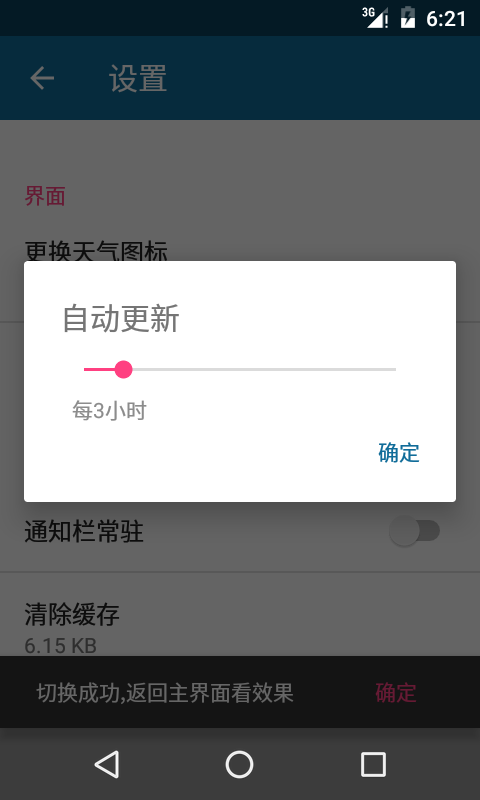 3G 6:21
设置
界面
更换天气图标
自动更新
每3小时
确定
通知栏常驻
清除缓存
6.15 KB
切换成功,返回主界面看效果 确定